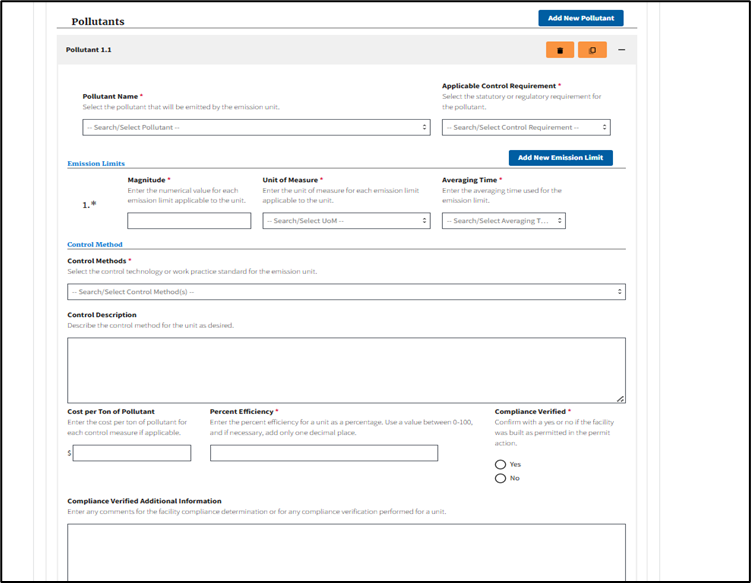 Pollutants
Add New Pollutant
Pollutant 1.1
Pollutant Name *
Select the pollutant that will be emitted by the emission unit.
-- Search/Select Pollutant --
Applicable Control Requirement *
Select the statutory or regulatory requirement for
the pollutant.
-- Search/Select Control Requirement --
Emission Limits
Add New Emission Limit
1.*
Magnitude *
Enter the numerical value for each
emission limit applicable to the unit.
Unit of Measure *
Enter the unit of measure for each emission limit
applicable to the unit.
-- Search/Select UoM --
Averaging Time *
Enter the averaging time used for the
emission limit.
-- Search/Select Averaging T...
Control Method
Control Methods *
Select the control technology or work practice standard for the emission unit.
-- Search/Select Control Method(s) --
Control Description
Describe the control method for the unit as desired.
Cost per Ton of Pollutant
Enter the cost per ton of pollutant for
each control measure if applicable.
$
Percent Efficiency *
Enter the percent efficiency for a unit as a percentage. Use a value between 0-100,
and if necessary, add only one decimal place.
Compliance Verified *
Confirm with a yes or no if the facility
was built as permitted in the permit
action.
Yes
No
Compliance Verified Additional Information
Enter any comments for the facility compliance determination or for any compliance verification performed for a unit.